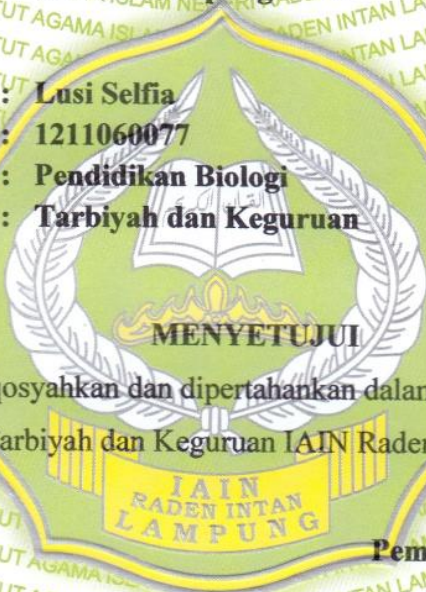 : Lusi Selfia
: 1211060077
: Pendidikan Biologi
: Tarbiyah dan Keguruan
MENYETUJUI
qosyahkan dan dipertahankan dalam
arbiyah dan Keguruan IAIN Raden
IAIN
RADEN INTAN
LAMPUNG
Pem